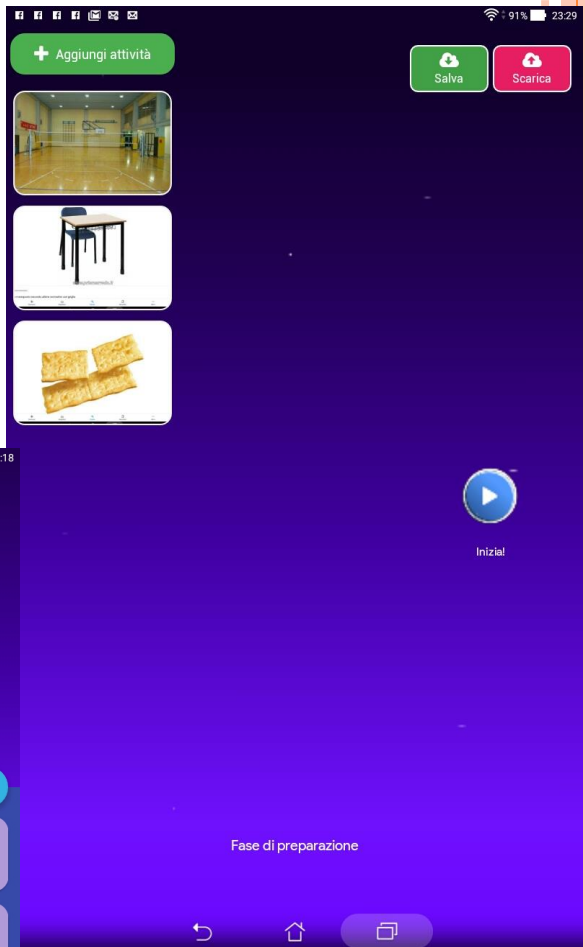 91% 23:29
Aggiungi attività
Salva
Scarica
:18
Inizia!
Fase di preparazione